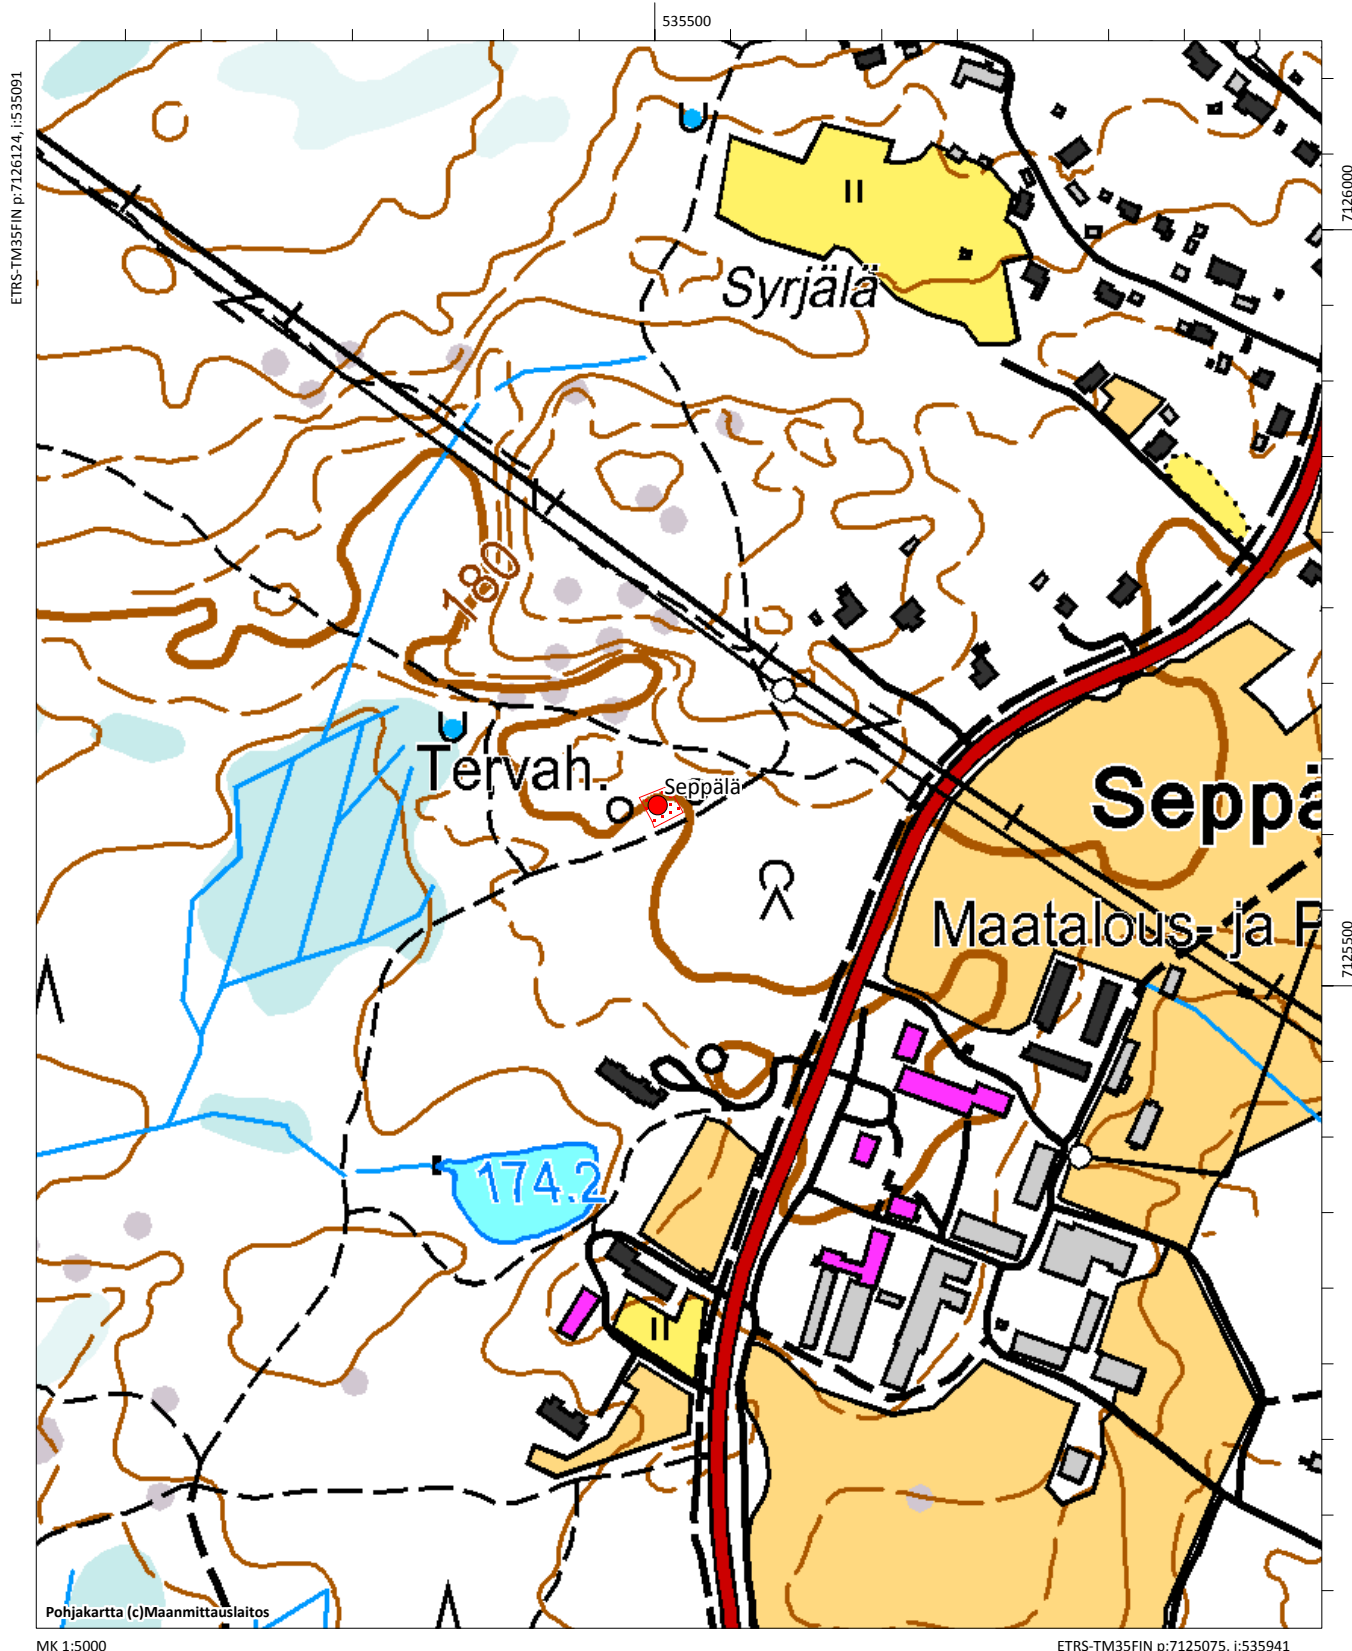 535500
ETRS-TM35FIN p:7126124, i:535091
7126000
II
Syrjälä
180
Tervah.
Seppälä
Seppä
Maatalous- ja P
7125500
174.2
II
Pohjakartta (c)Maanmittauslaitos
MK 1:5000
ETRS-TM35FIN p:7125075, i:535941